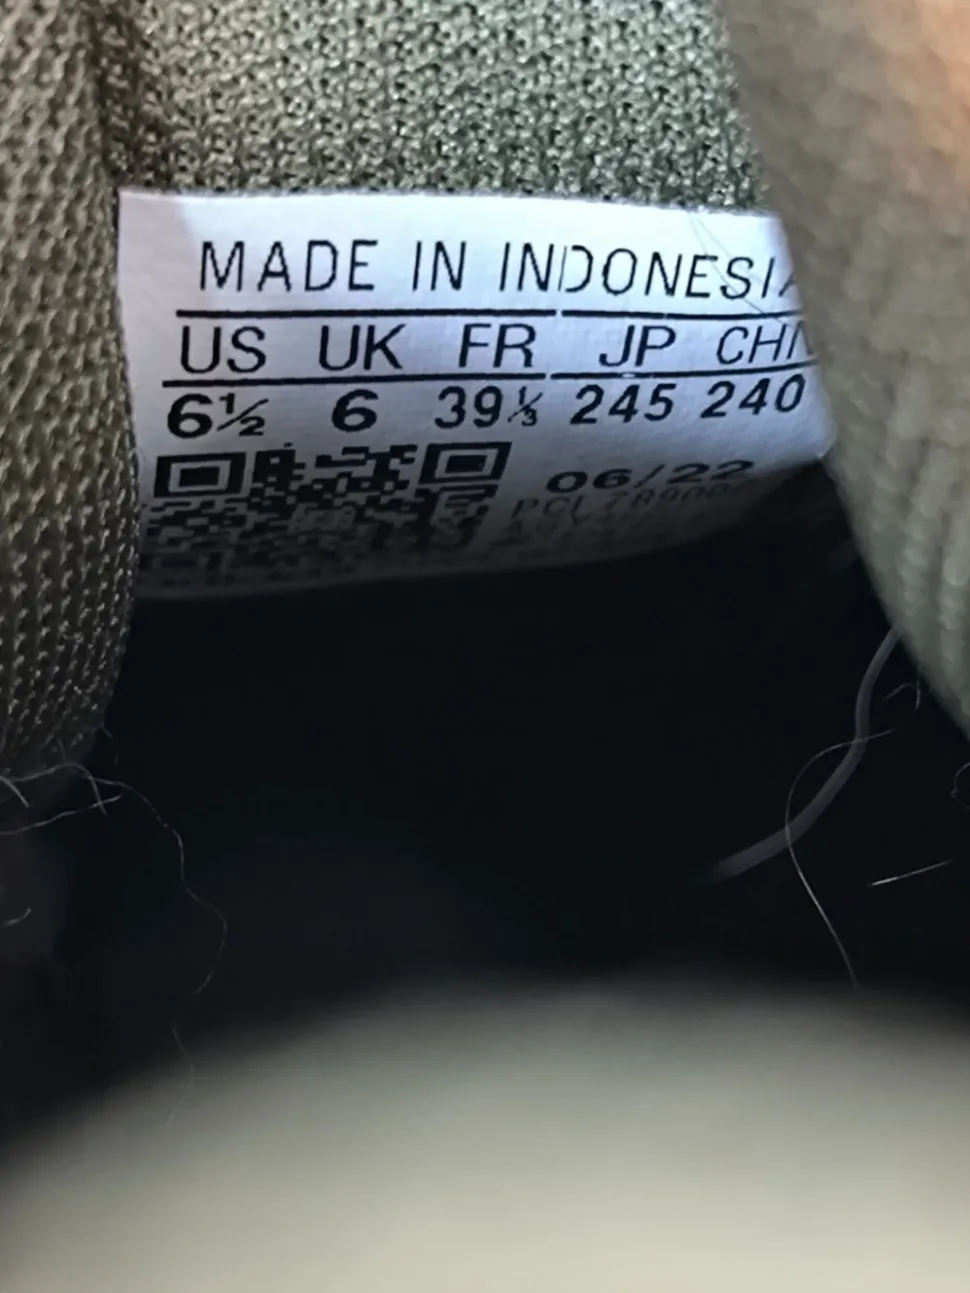 MADE IN INDONESIA
US UK FR JP CHN
6½ 6 39⅓ 245 240
06/22